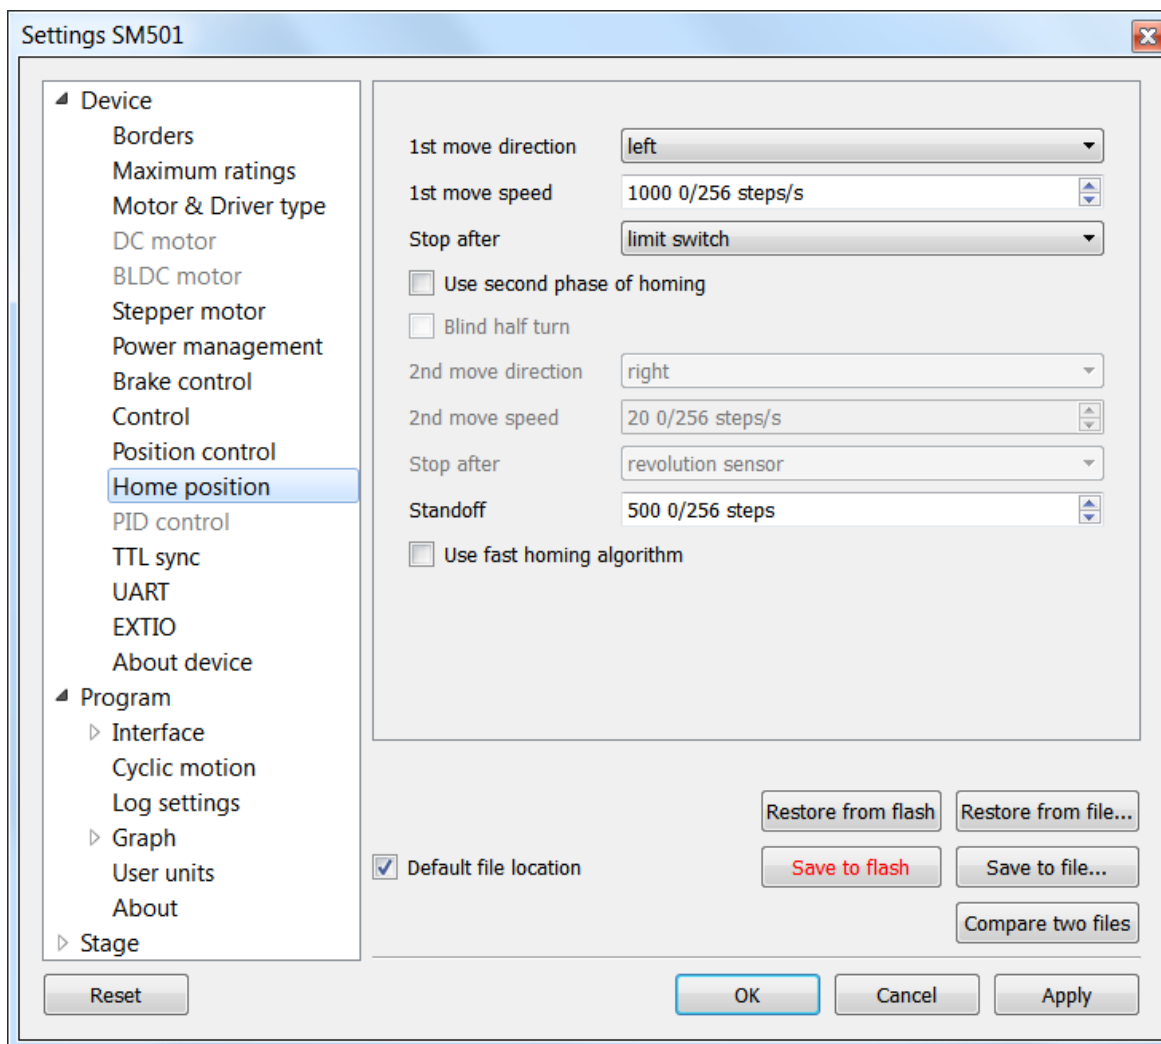 Settings SM501
Device
Borders
Maximum ratings
Motor & Driver type
DC motor
BLDC motor
Stepper motor
Power management
Brake control
Control
Position control
Home position
PID control
TTL sync
UART
EXTIO
About device
Program
Interface
Cyclic motion
Log settings
Graph
User units
About
Stage
1st move direction left
1st move speed 1000 0/256 steps/s
Stop after limit switch
Use second phase of homing
Blind half turn
2nd move direction right
2nd move speed 20 0/256 steps/s
Stop after revolution sensor
Standoff 500 0/256 steps
Use fast homing algorithm
Restore from flash Restore from file...
Default file location Save to flash Save to file...
Compare two files
Reset OK Cancel Apply